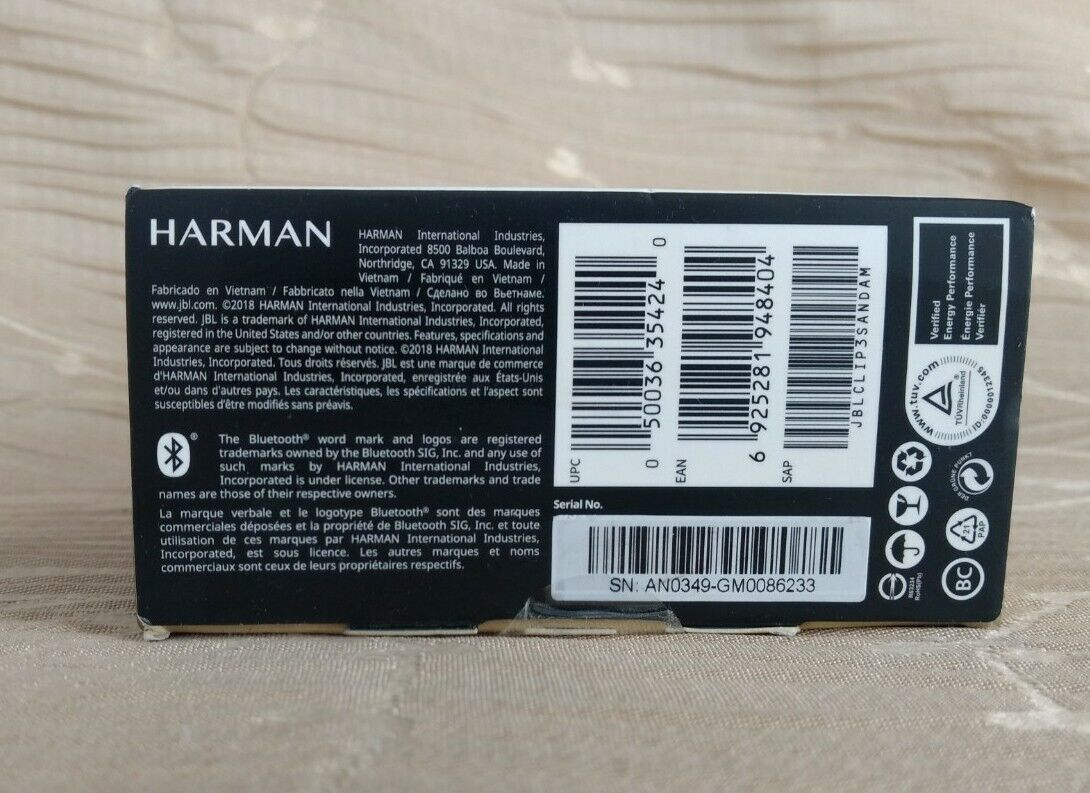 HARMAN
HARMAN International Industries,
Incorporated 8500 Balboa Boulevard,
Northridge, CA 91329 USA. Made in
Vietnam / Fabriqué en Vietnam /
Fabricado en Vietnam / Fabbricato nella Vietnam / Сделано во Вьетнаме.
www.jbl.com. ©2018 HARMAN International Industries, Incorporated. All rights
reserved. JBL is a trademark of HARMAN International Industries, Incorporated,
registered in the United States and/or other countries. Features, specifications and
appearance are subject to change without notice. ©2018 HARMAN International
Industries, Incorporated. Tous droits réservés. JBL est une marque de commerce
d'HARMAN International Industries, Incorporated, enregistrée aux États-Unis
et/ou dans d'autres pays. Les caractéristiques, les spécifications et l'aspect sont
susceptibles d'être modifiés sans préavis.
®
The Bluetooth® word mark and logos are registered
trademarks owned by the Bluetooth SIG, Inc. and any use of
such marks by HARMAN International Industries,
Incorporated is under license. Other trademarks and trade
names are those of their respective owners.
La marque verbale et le logotype Bluetooth® sont des marques
commerciales déposées et la propriété de Bluetooth SIG, Inc. et toute
utilisation de ces marques par HARMAN International Industries,
Incorporated, est sous licence. Les autres marques et noms
commerciaux sont ceux de leurs propriétaires respectifs.
UPC
0 50036 35424 0
EAN
6 925281 948404
SAP
JBLCLIP3SANDAM
Serial No.
SN: AN0349-GM0086233
Verified
Energy Performance
Énergie Performance
Vérifier
www.tuv.com
TÜVRheinland
®
ID:0000012345
DER GRÜNE PUNKT
21
PAP
BC
R63214
RoHS(Pb)